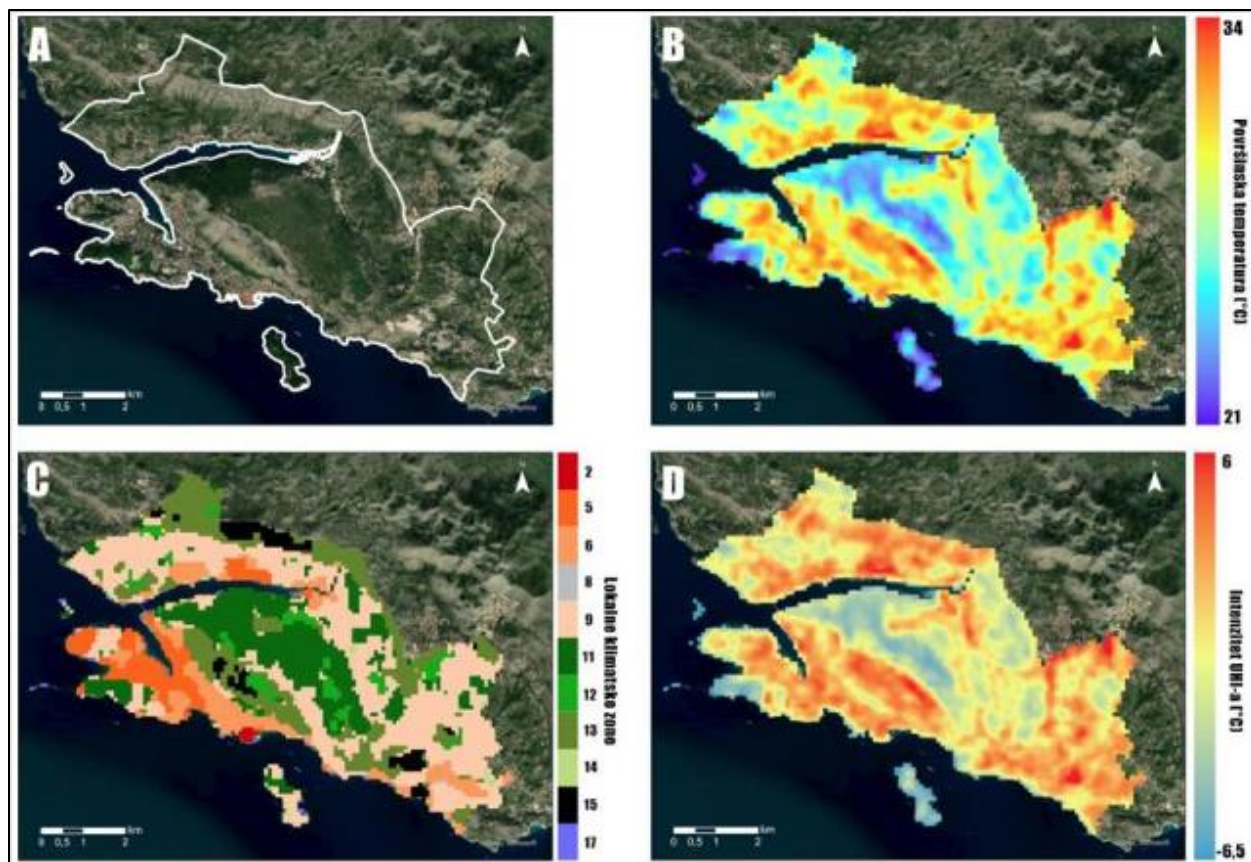 A
0 0,5 1 2
km
B
0 0,5 1 2
km
34
Površinska temperatura (°C)
21
C
0 0,5 1 2
km
2
5
6
8
9
11
12
13
14
15
17
Lokalne klimatske zone
D
0 0,5 1 2
km
6
Intenzitet UHI-a (°C)
-6,5